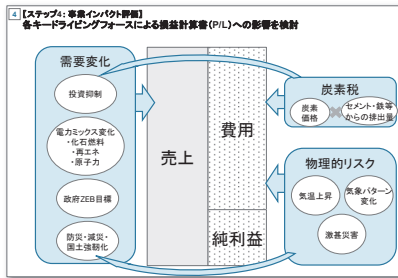 4 【ステップ4：事業インパクト評価】
各キードライビングフォースによる損益計算書（P/L）への影響を検討
需要変化
投資抑制
電力ミックス変化
・化石燃料
・再エネ
・原子力
政府ZEB目標
防災・減災・
国土強靭化
売上
費用
純利益
炭素税
炭素
価格
セメント・鉄等
からの排出量
物理的リスク
気温上昇
気象パターン
変化
激甚災害